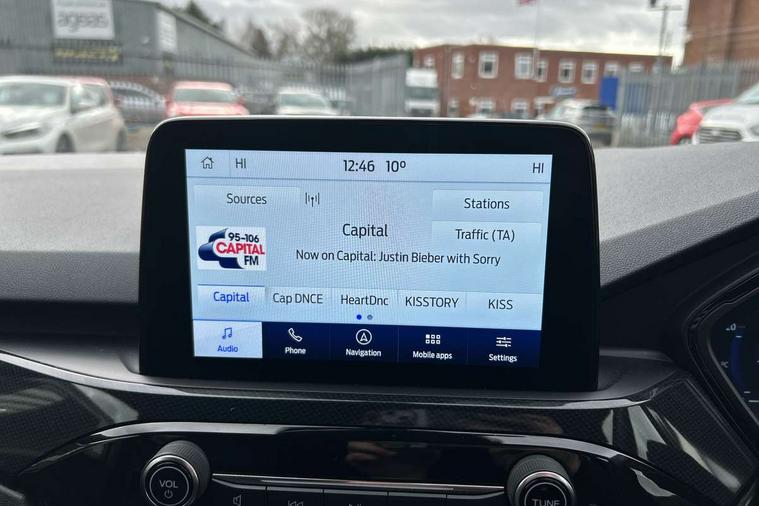 ageas
HI 12:46 10° HI
Sources Stations
Capital Traffic (TA)
95-106
CAPITAL
FM
Now on Capital: Justin Bieber with Sorry
Capital Cap DNCE HeartDnc KISSTORY KISS
Audio Phone Navigation Mobile apps Settings
VOL TUNE